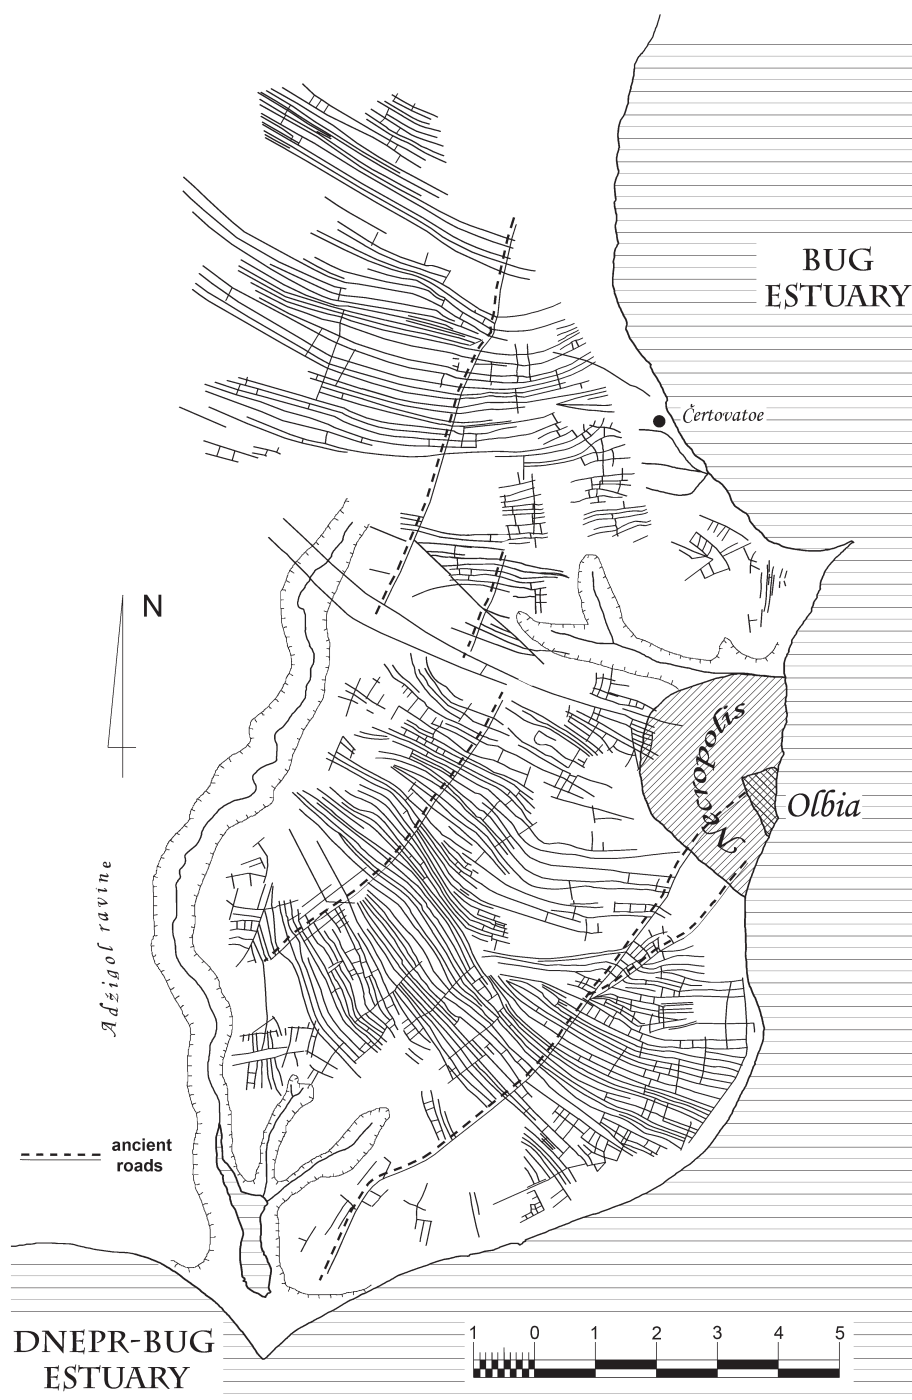 BUG
ESTUARY
Čertovatoe
N
Necropolis
Olbia
Adžigol ravine
ancient
roads
DNEPR-BUG
ESTUARY
1 0 1 2 3 4 5